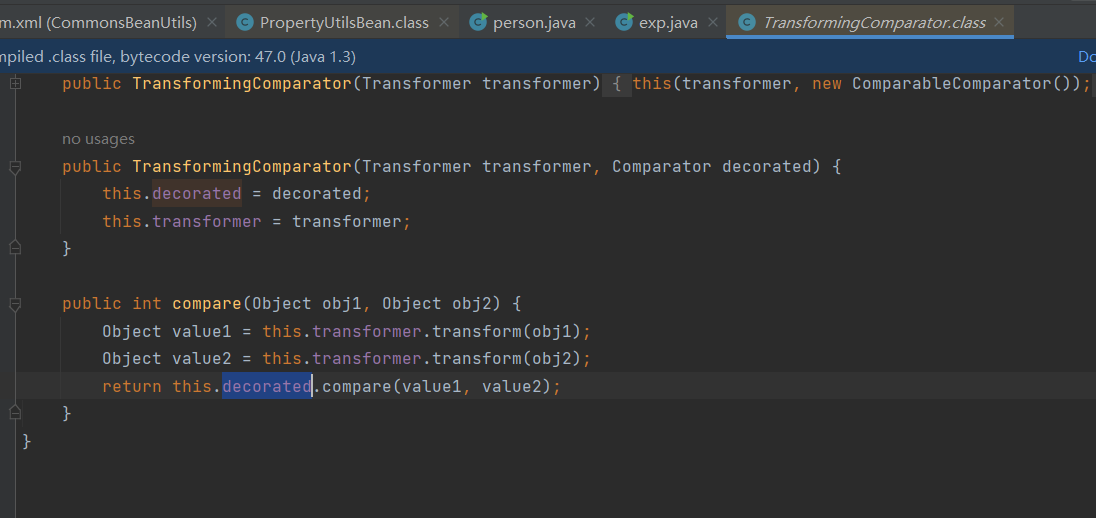 m.xml (CommonsBeanUtils) PropertyUtilsBean.class person.java exp.java TransformingComparator.class
mpiled .class file, bytecode version: 47.0 (Java 1.3) Do
public TransformingComparator(Transformer transformer) { this(transformer, new ComparableComparator());
no usages
public TransformingComparator(Transformer transformer, Comparator decorated) {
this.decorated = decorated;
this.transformer = transformer;
}
public int compare(Object obj1, Object obj2) {
Object value1 = this.transformer.transform(obj1);
Object value2 = this.transformer.transform(obj2);
return this.decorated.compare(value1, value2);
}
}